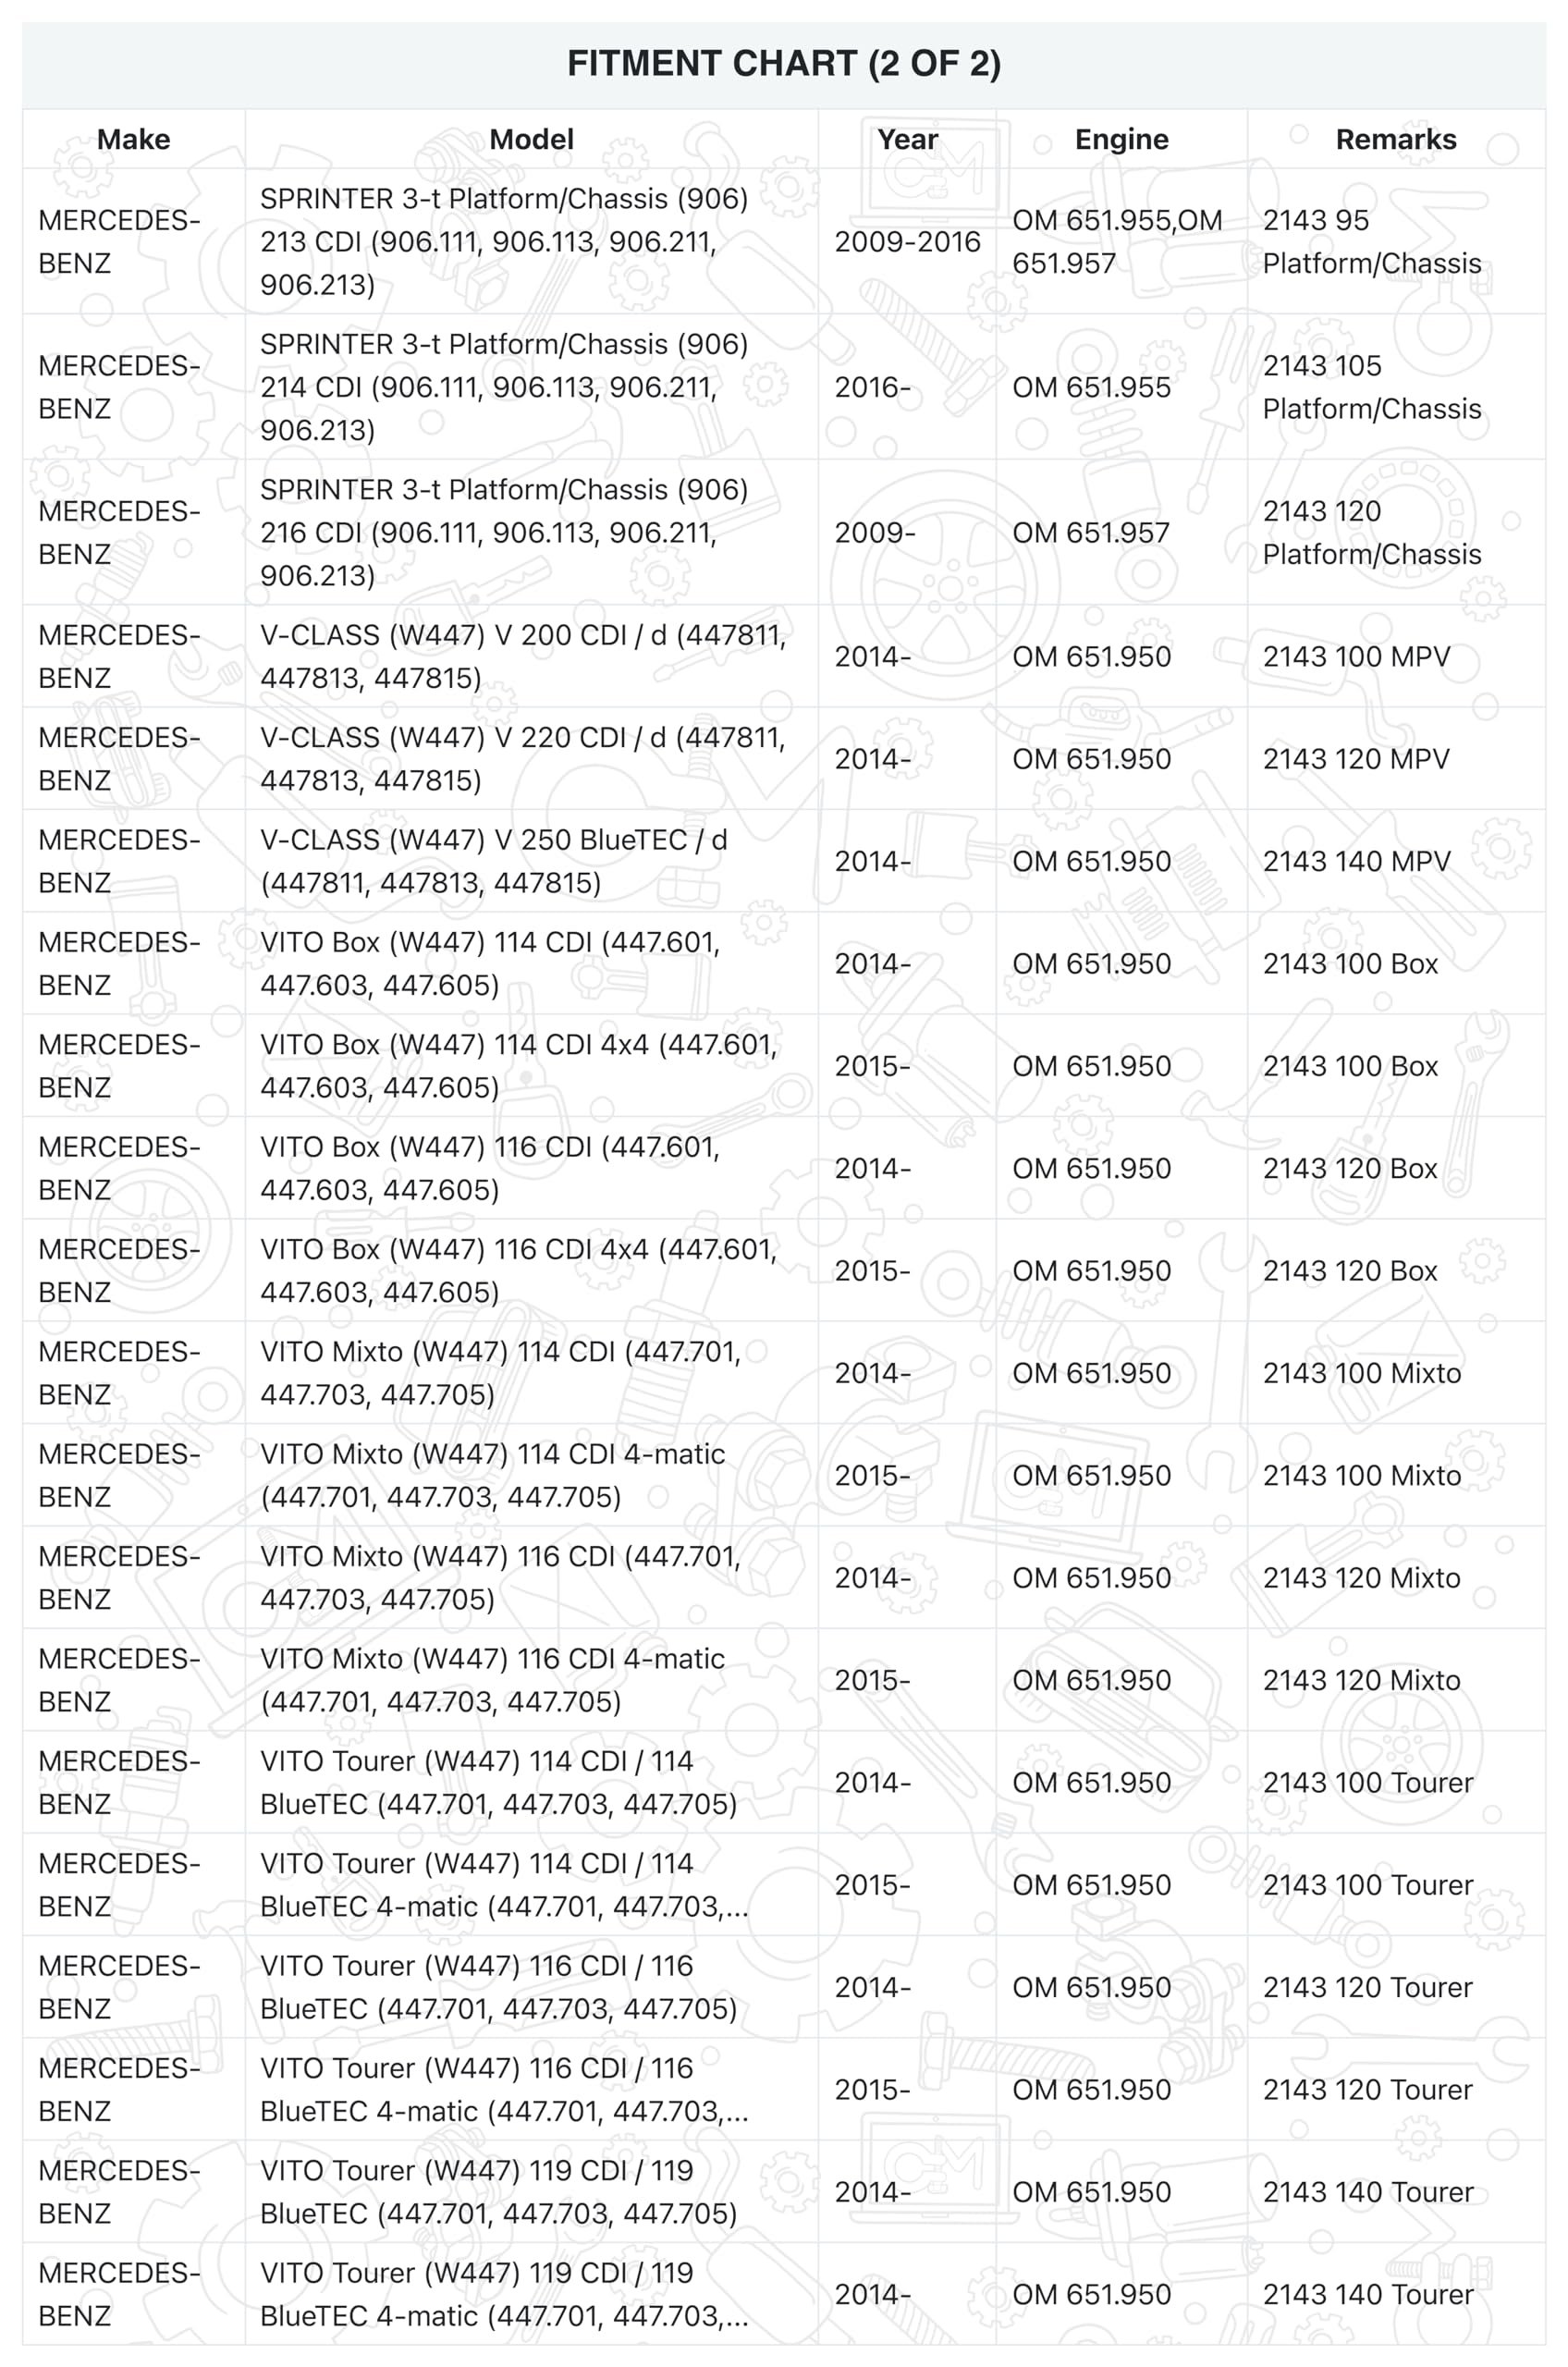 FITMENT CHART (2 OF 2)
Make Model Year Engine Remarks
MERCEDES-
BENZ
SPRINTER 3-t Platform/Chassis (906)
213 CDI (906.111, 906.113, 906.211,
906.213)
2009-2016
OM 651.955,OM
651.957
2143 95
Platform/Chassis
MERCEDES-
BENZ
SPRINTER 3-t Platform/Chassis (906)
214 CDI (906.111, 906.113, 906.211,
906.213)
2016-
OM 651.955
2143 105
Platform/Chassis
MERCEDES-
BENZ
SPRINTER 3-t Platform/Chassis (906)
216 CDI (906.111, 906.113, 906.211,
906.213)
2009-
OM 651.957
2143 120
Platform/Chassis
MERCEDES-
BENZ
V-CLASS (W447) V 200 CDI / d (447811,
447813, 447815)
2014-
OM 651.950
2143 100 MPV
MERCEDES-
BENZ
V-CLASS (W447) V 220 CDI / d (447811,
447813, 447815)
2014-
OM 651.950
2143 120 MPV
MERCEDES-
BENZ
V-CLASS (W447) V 250 BlueTEC / d
(447811, 447813, 447815)
2014-
OM 651.950
2143 140 MPV
MERCEDES-
BENZ
VITO Box (W447) 114 CDI (447.601,
447.603, 447.605)
2014-
OM 651.950
2143 100 Box
MERCEDES-
BENZ
VITO Box (W447) 114 CDI 4x4 (447.601,
447.603, 447.605)
2015-
OM 651.950
2143 100 Box
MERCEDES-
BENZ
VITO Box (W447) 116 CDI (447.601,
447.603, 447.605)
2014-
OM 651.950
2143 120 Box
MERCEDES-
BENZ
VITO Box (W447) 116 CDI 4x4 (447.601,
447.603, 447.605)
2015-
OM 651.950
2143 120 Box
MERCEDES-
BENZ
VITO Mixto (W447) 114 CDI (447.701,
447.703, 447.705)
2014-
OM 651.950
2143 100 Mixto
MERCEDES-
BENZ
VITO Mixto (W447) 114 CDI 4-matic
(447.701, 447.703, 447.705)
2015-
OM 651.950
2143 100 Mixto
MERCEDES-
BENZ
VITO Mixto (W447) 116 CDI (447.701,
447.703, 447.705)
2014-
OM 651.950
2143 120 Mixto
MERCEDES-
BENZ
VITO Mixto (W447) 116 CDI 4-matic
(447.701, 447.703, 447.705)
2015-
OM 651.950
2143 120 Mixto
MERCEDES-
BENZ
VITO Tourer (W447) 114 CDI / 114
BlueTEC (447.701, 447.703, 447.705)
2014-
OM 651.950
2143 100 Tourer
MERCEDES-
BENZ
VITO Tourer (W447) 114 CDI / 114
BlueTEC 4-matic (447.701, 447.703,...
2015-
OM 651.950
2143 100 Tourer
MERCEDES-
BENZ
VITO Tourer (W447) 116 CDI / 116
BlueTEC (447.701, 447.703, 447.705)
2014-
OM 651.950
2143 120 Tourer
MERCEDES-
BENZ
VITO Tourer (W447) 116 CDI / 116
BlueTEC 4-matic (447.701, 447.703,...
2015-
OM 651.950
2143 120 Tourer
MERCEDES-
BENZ
VITO Tourer (W447) 119 CDI / 119
BlueTEC (447.701, 447.703, 447.705)
2014-
OM 651.950
2143 140 Tourer
MERCEDES-
BENZ
VITO Tourer (W447) 119 CDI / 119
BlueTEC 4-matic (447.701, 447.703,...
2014-
OM 651.950
2143 140 Tourer